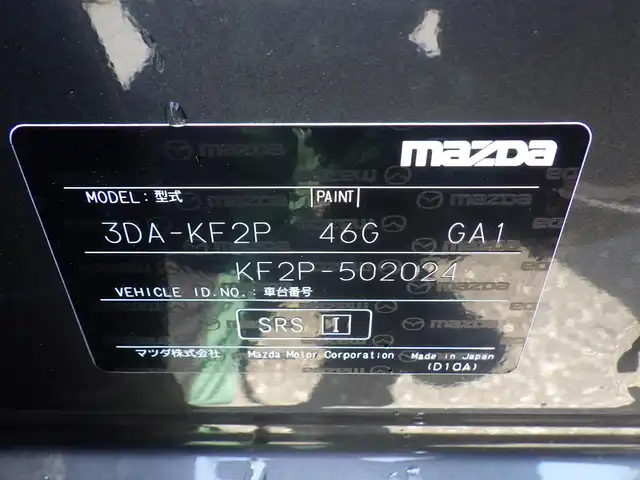 mazda
MODEL: 型式 PAINT
3DA-KF2P 46G GA1
KF2P-502024
VEHICLE ID.NO.: 車台番号
SRS I
マツダ株式会社 Mazda Motor Corporation Made in Japan
(D10A)